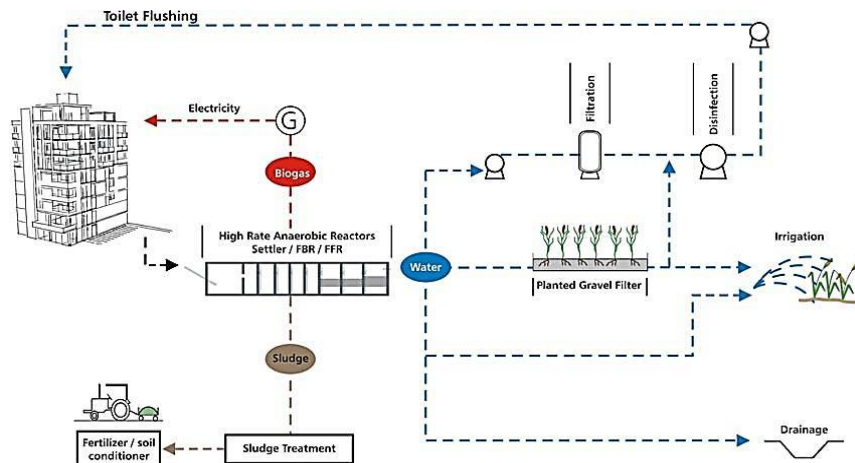 Toilet Flushing
Electricity
G
Biogas
Filtration
Disinfection
High Rate Anaerobic Reactors
Settler / FBR / FFR
Water
Planted Gravel Filter
Irrigation
Sludge
Fertilizer / soil
conditioner
Sludge Treatment
Drainage